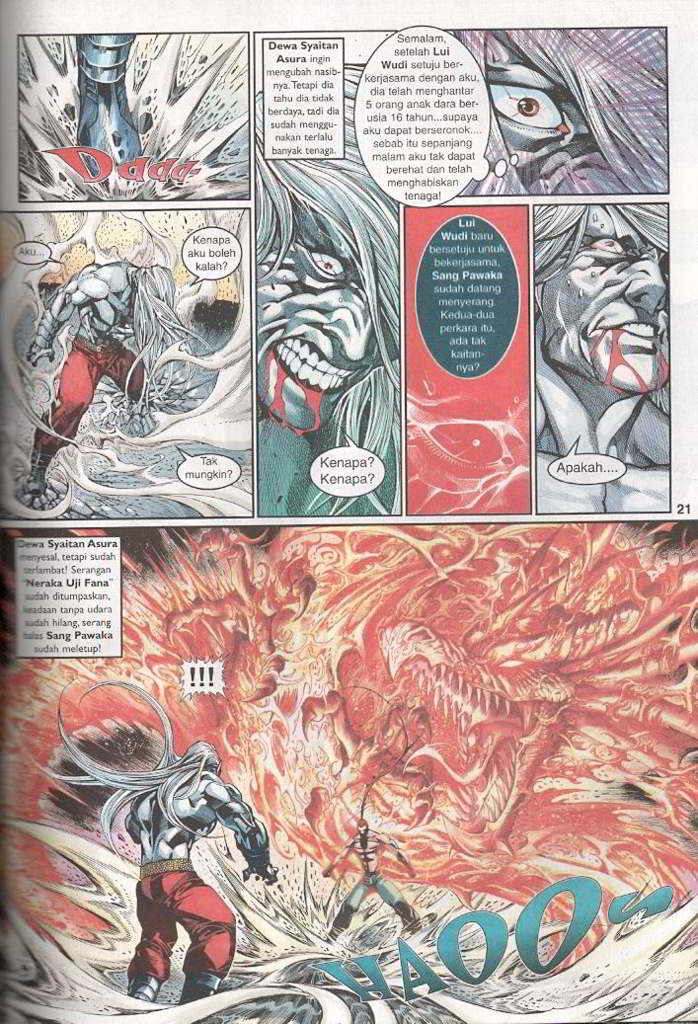 Dddd-
Dewa Syaitan
Asura ingin
mengubah nasib-
nya. Tetapi dia
tahu dia tidak
berdaya, tadi dia
sudah menggu-
nakan terlalu
banyak tenaga.
Semalam,
setelah Lui
Wudi setuju ber-
kerjasama dengan aku,
dia telah menghantar
5 orang anak dara ber-
usia 16 tahun...supaya
aku dapat berseronok....
sebab itu sepanjang
malam aku tak dapat
berehat dan telah
menghabiskan
tenaga!
Aku...
Kenapa
aku boleh
kalah?
Tak
mungkin?
Kenapa?
Kenapa?
Lui
Wudi baru
bersetuju untuk
bekerjasama,
Sang Pawaka
sudah datang
menyerang.
Kedua-dua
perkara itu,
ada tak
kaitan-
nya?
Apakah....
21
Dewa Syaitan Asura
menyesal, tetapi sudah
terlambat! Serangan
"Neraka Uji Fana"
sudah ditumpaskan,
keadaan tanpa udara
sudah hilang, serang
balas Sang Pawaka
sudah meletup!
!!!
HAOOO